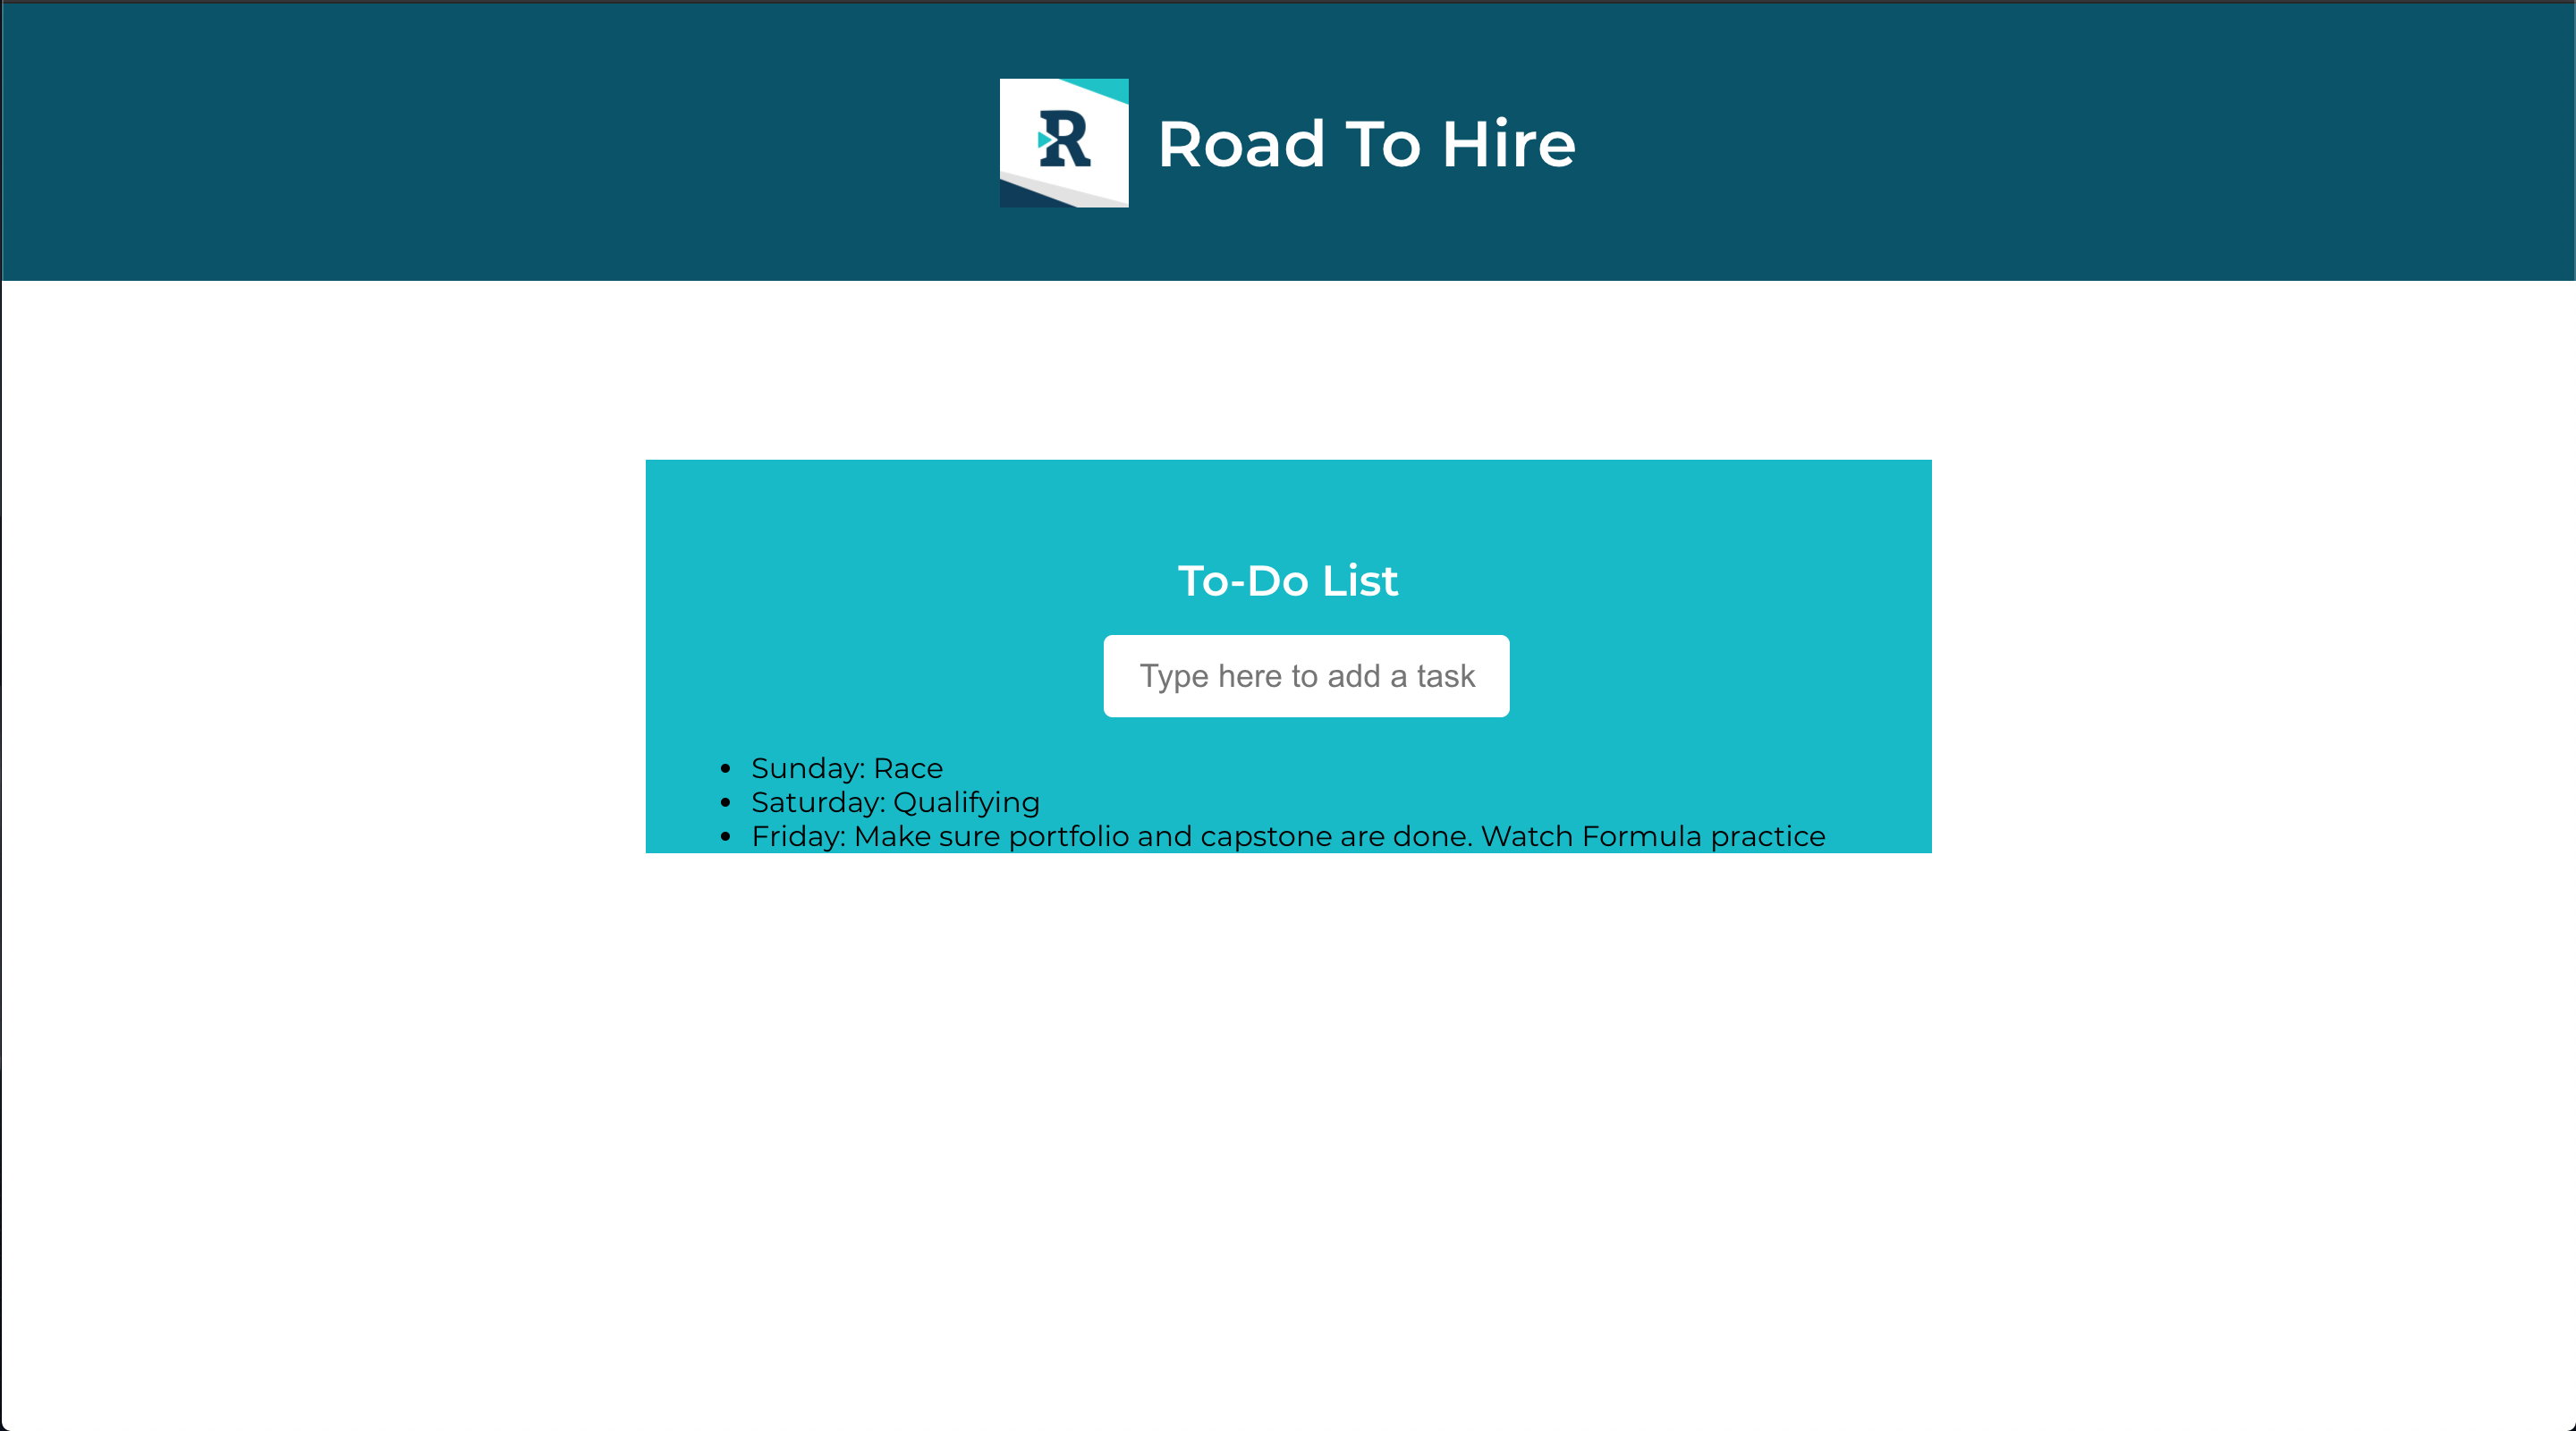 R
Road To Hire
To-Do List
Type here to add a task
Sunday: Race
Saturday: Qualifying
Friday: Make sure portfolio and capstone are done. Watch Formula practice